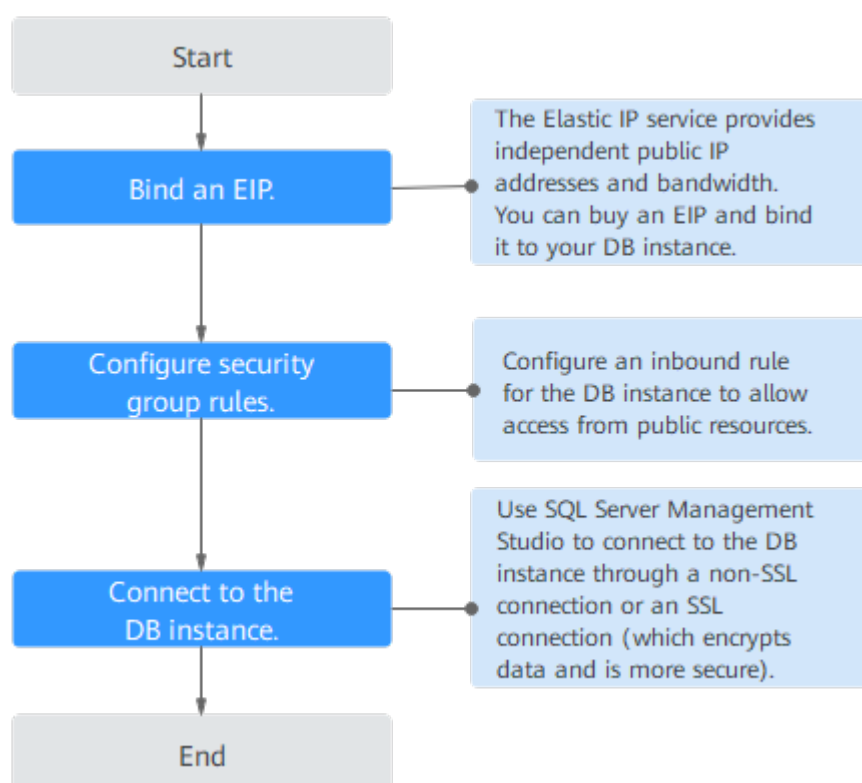 Start
Bind an EIP.
The Elastic IP service provides
independent public IP
addresses and bandwidth.
You can buy an EIP and bind
it to your DB instance.
Configure security
group rules.
Configure an inbound rule
for the DB instance to allow
access from public resources.
Connect to the
DB instance.
Use SQL Server Management
Studio to connect to the DB
instance through a non-SSL
connection or an SSL
connection (which encrypts
data and is more secure).
End